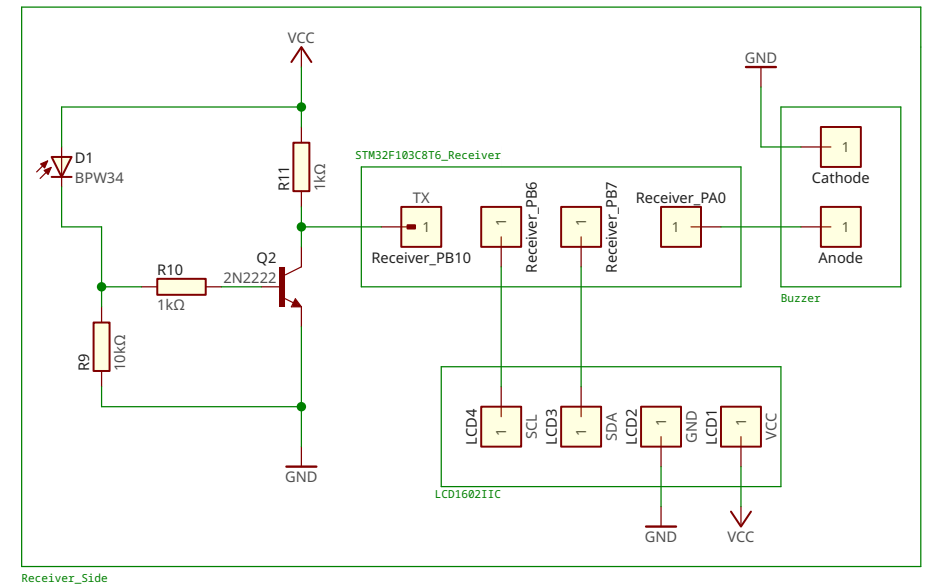 VCC
GND
D1
BPW34
R11
1kΩ
STM32F103C8T6_Receiver
TX
1
Receiver_PB10
1
Receiver_PB6
1
Receiver_PB7
Receiver_PA0
1
1
Cathode
1
Anode
Buzzer
Q2
2N2222
R10
1kΩ
R9
10kΩ
GND
LCD4
1
SCL
LCD3
1
SDA
LCD2
1
GND
LCD1
1
VCC
LCD1602IIC
GND
VCC
Receiver_Side